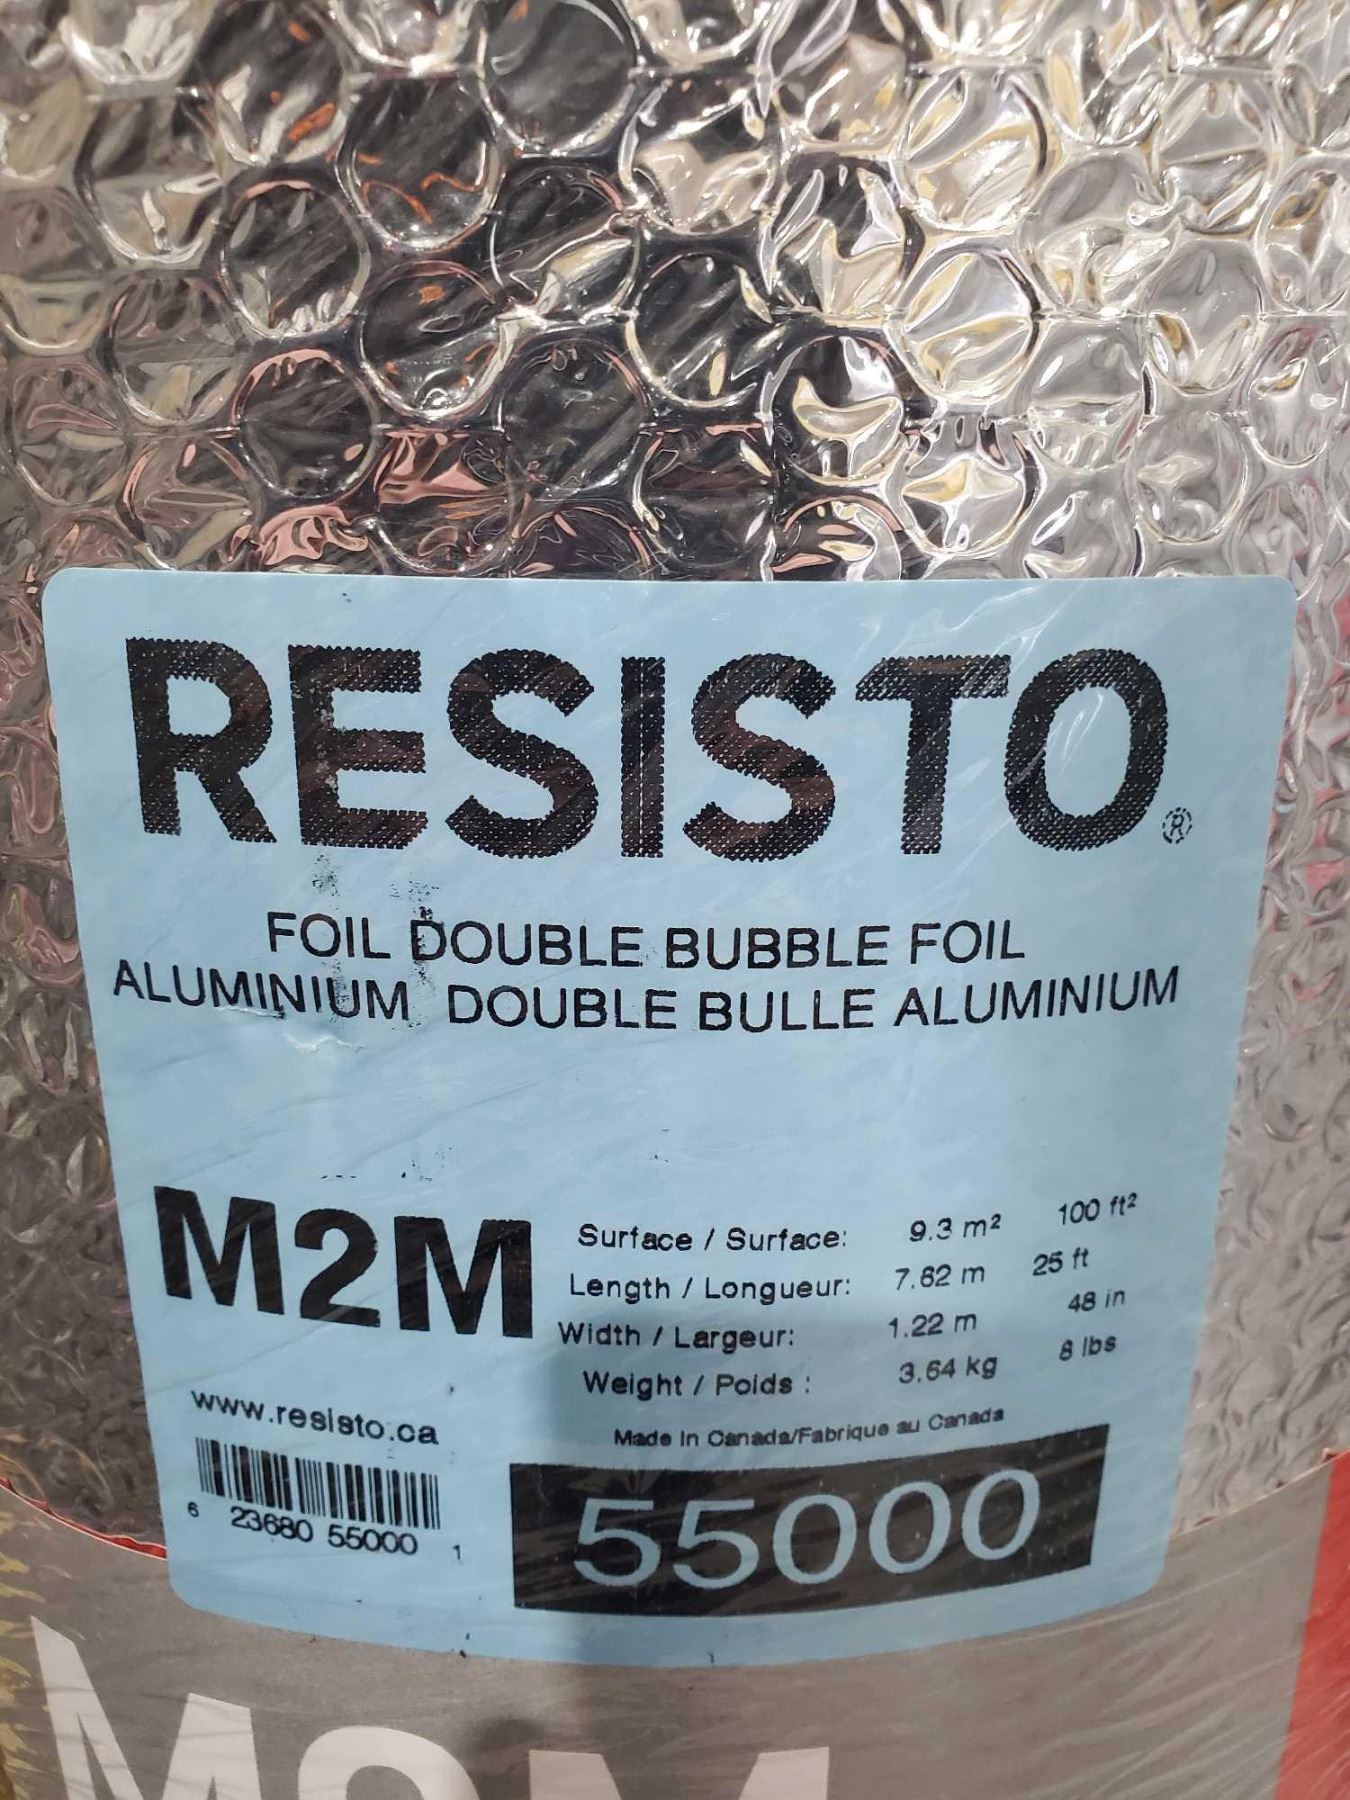 RESISTO®
FOIL DOUBLE BUBBLE FOIL
ALUMINIUM DOUBLE BULLE ALUMINIUM
M2M
Surface / Surface: 9.3 m² 100 ft²
Length / Longueur: 7.62 m 25 ft
Width / Largeur: 1.22 m 48 in
Weight / Poids : 3.64 kg 8 lbs
Made In Canada/Fabrique au Canada
www.resisto.ca
6 23680 55000 1
55000
M2M